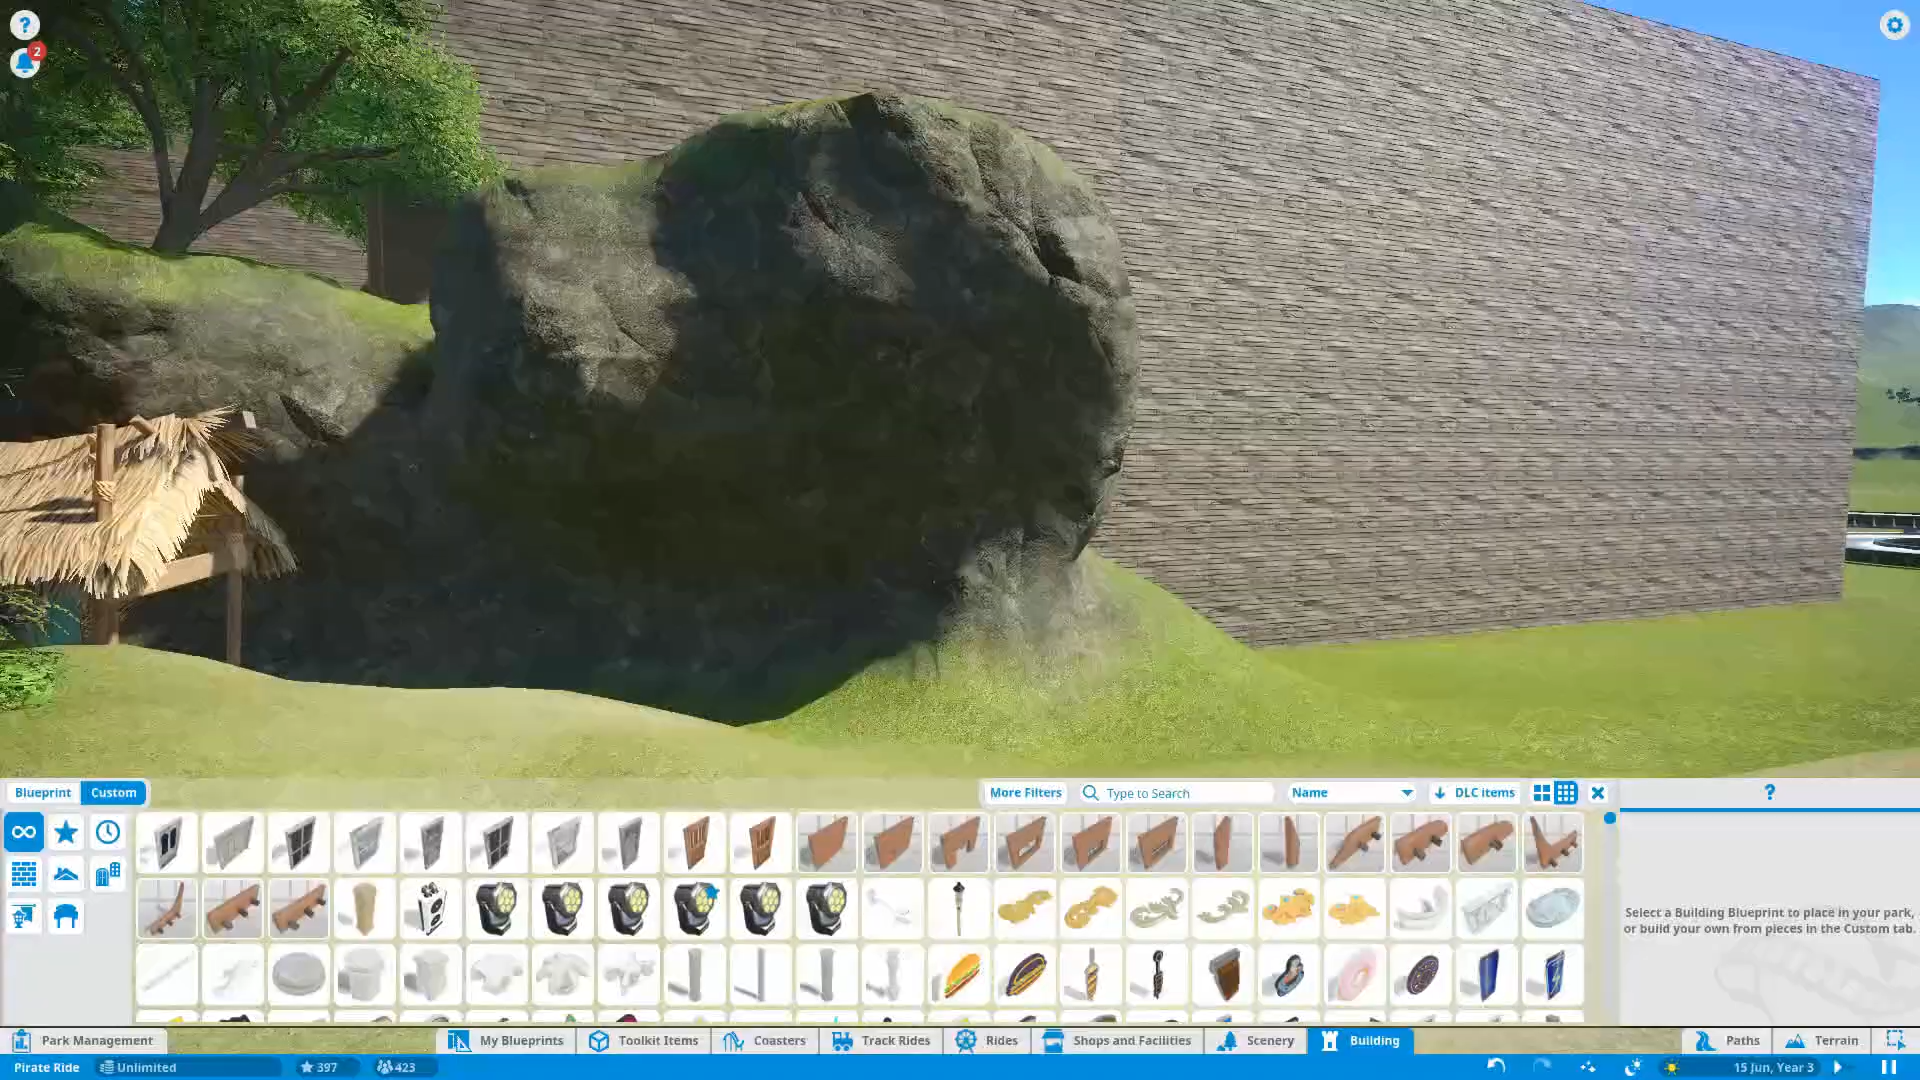 ?
2
Blueprint
Custom
More Filters
Type to Search
Name
DLC items
?
Select a Building Blueprint to place in your park,
or build your own from pieces in the Custom tab.
Park Management
My Blueprints
Toolkit Items
Coasters
Track Rides
Rides
Shops and Facilities
Scenery
Building
Paths
Terrain
Pirate Ride
Unlimited
397
423
15 Jun, Year 3